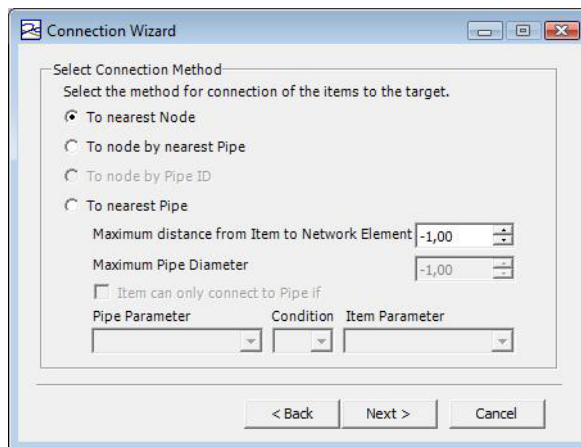 Connection Wizard
Select Connection Method
Select the method for connection of the items to the target.
To nearest Node
To node by nearest Pipe
To node by Pipe ID
To nearest Pipe
Maximum distance from Item to Network Element -1,00
Maximum Pipe Diameter -1,00
Item can only connect to Pipe if
Pipe Parameter Condition Item Parameter
< Back Next > Cancel